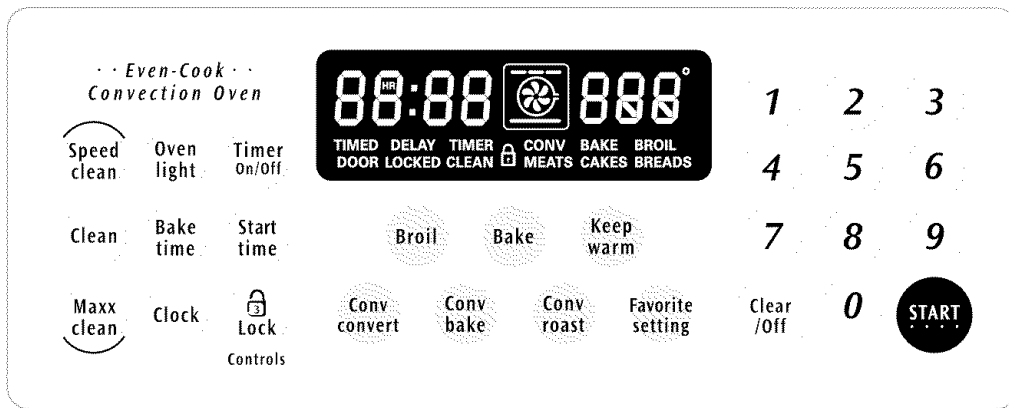 · · Even-Cook · ·
Convection Oven
Speed
clean
Oven
light
Timer
On/Off
Clean
Bake
time
Start
time
Maxx
clean
Clock
3
Lock
Controls
88:88
HR
888°
TIMED DELAY TIMER CONV BAKE BROIL
DOOR LOCKED CLEAN MEATS CAKES BREADS
Broil
Bake
Keep
warm
Conv
convert
Conv
bake
Conv
roast
Favorite
setting
1 2 3
4 5 6
7 8 9
Clear
/Off
0
START